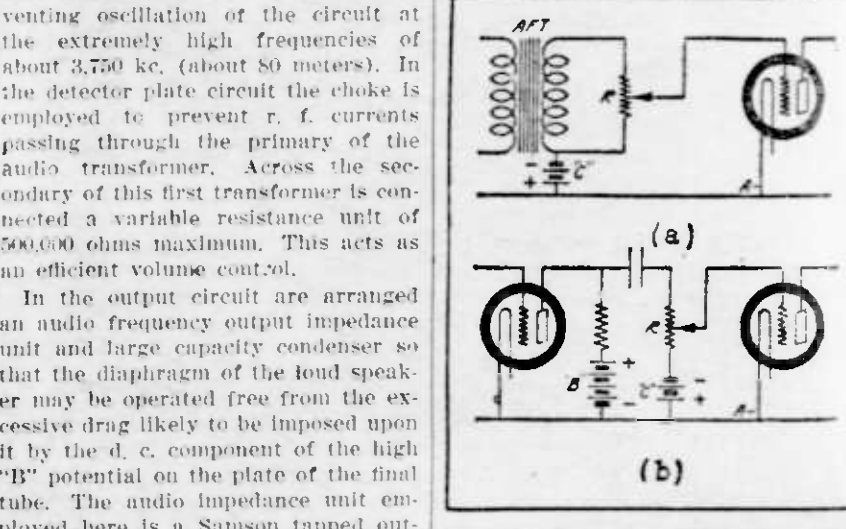 venting oscillation of the circuit at
the extremely high frequencies of
about 3,750 kc. (about 80 meters). In
the detector plate circuit the choke is
employed to prevent r. f. currents
passing through the primary of the
audio transformer. Across the sec-
ondary of this first transformer is con-
nected a variable resistance unit of
500,000 ohms maximum. This acts as
an efficient volume control.
In the output circuit are arranged
an audio frequency output impedance
unit and large capacity condenser so
that the diaphragm of the loud speak-
er may be operated free from the ex-
cessive drag likely to be imposed upon
it by the d. c. component of the high
"B" potential on the plate of the final
tube. The audio impedance unit em-
ployed here is a Samson tapped out-
AFT
R
- "C"
+
A-
(a)
R
+
B
-
"C" -
+
A-
(b)